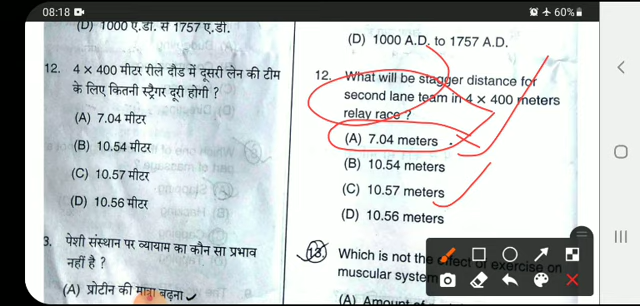 08:18
60%
(D) 1000 ए.डी. से 1757 ए.डी.
12. 4 × 400 मीटर रीले दौड में दूसरी लेन की टीम
के लिए कितनी स्ट्रैगर दूरी होगी ?
(A) 7.04 मीटर
(B) 10.54 मीटर
(C) 10.57 मीटर
(D) 10.56 मीटर
3. पेशी संस्थान पर व्यायाम का कौन सा प्रभाव
नहीं है ?
(A) प्रोटीन की मात्रा बढ़ना
(D) 1000 A.D. to 1757 A.D.
12. What will be stagger distance for
second lane team in 4 × 400 meters
relay race ?
(A) 7.04 meters
(B) 10.54 meters
(C) 10.57 meters
(D) 10.56 meters
13. Which is not the effect of exercise on
muscular system
(A) Amount of